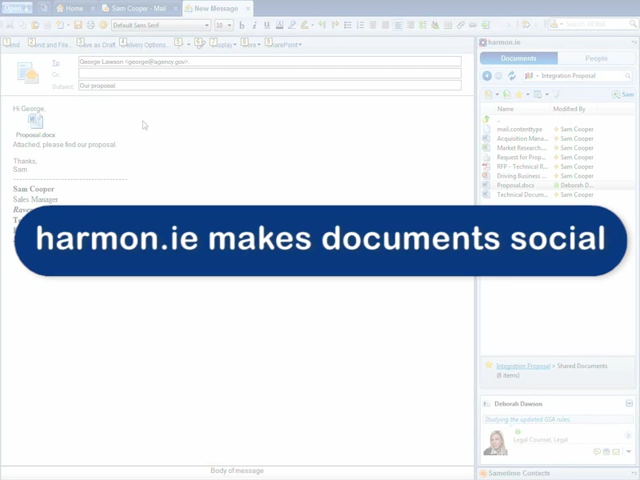 Open
Home
Sam Cooper - Mail
New Message
Default Sans Serif
10
Send
Send and File...
Save as Draft
Delivery Options...
Display
SharePoint
harmon.ie
Documents
People
To: George Lawson <george@agency.gov>,
Cc:
Subject: Our proposal
Integration Proposal
Sam
Name
Modified By
..
Hi George,
Proposal.docx
Attached, please find our proposal.
Thanks,
Sam
Sam Cooper
Sales Manager
mail.contenttype Sam Cooper
Acquisition Mana... Sam Cooper
Market Research... Sam Cooper
Request for Prop... Sam Cooper
RFP - Technical R... Sam Cooper
Driving Business ... Sam Cooper
Proposal.docx Deborah D...
Technical Docum... Sam Cooper
harmon.ie makes documents social
Integration Proposal > Shared Documents
(8 items)
Deborah Dawson
Studying the updated GSA rules.
Legal Counsel, Legal
Body of message
Sametime Contacts